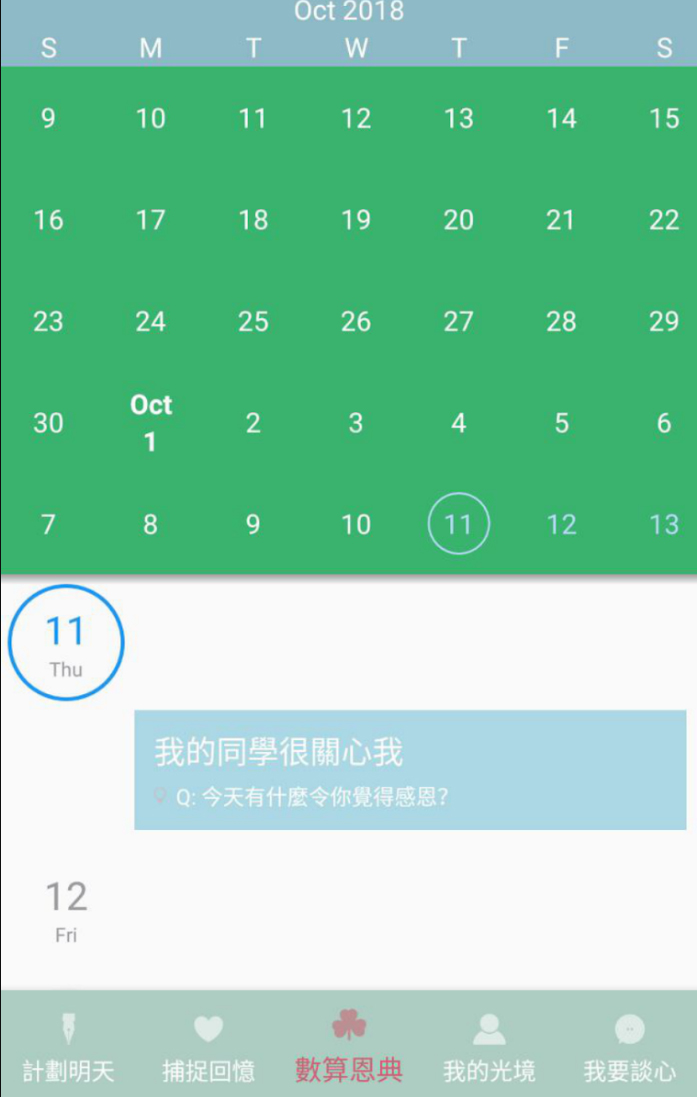 Oct 2018
S M T W T F S
9 10 11 12 13 14 15
16 17 18 19 20 21 22
23 24 25 26 27 28 29
30 Oct 1 2 3 4 5 6
7 8 9 10 11 12 13
11
Thu
我的同學很關心我
Q: 今天有什麼令你覺得感恩?
12
Fri
計劃明天 捕捉回憶 數算恩典 我的光境 我要談心